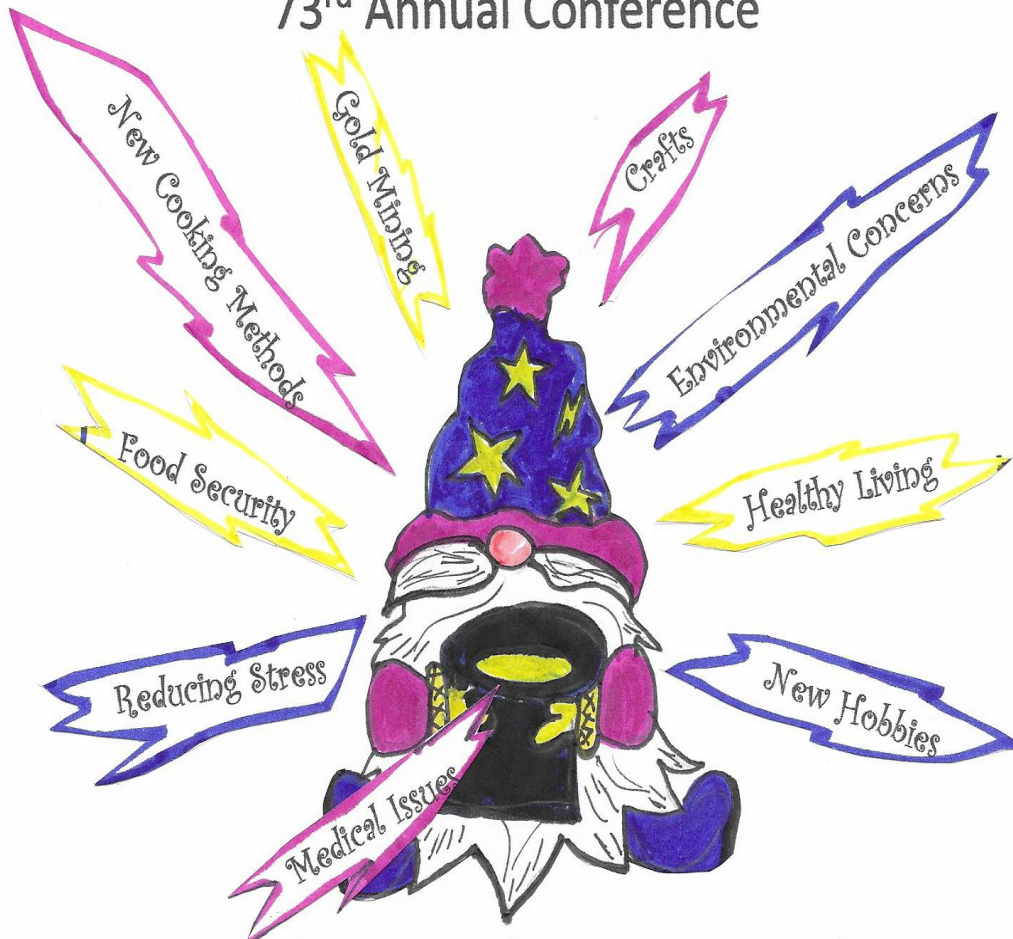 73rd Annual Conference
New Cooking Methods
Gold Mining
Crafts
Environmental Concerns
Food Security
Healthy Living
Reducing Stress
New Hobbies
Medical Issues